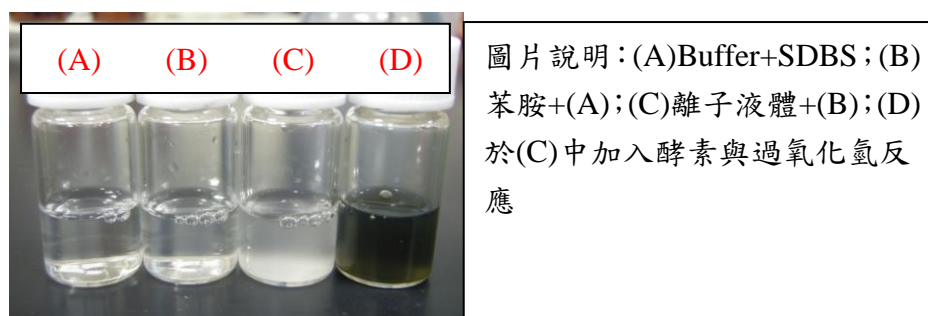 (A) (B) (C) (D)
圖片說明：(A)Buffer+SDBS；(B)
苯胺+(A)；(C)離子液體+(B)；(D)
於(C)中加入酵素與過氧化氫反
應